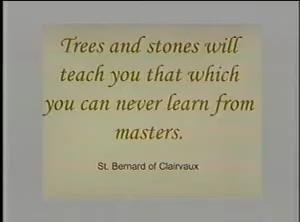 Trees and stones will
teach you that which
you can never learn from
masters.
St. Bernard of Clairvaux